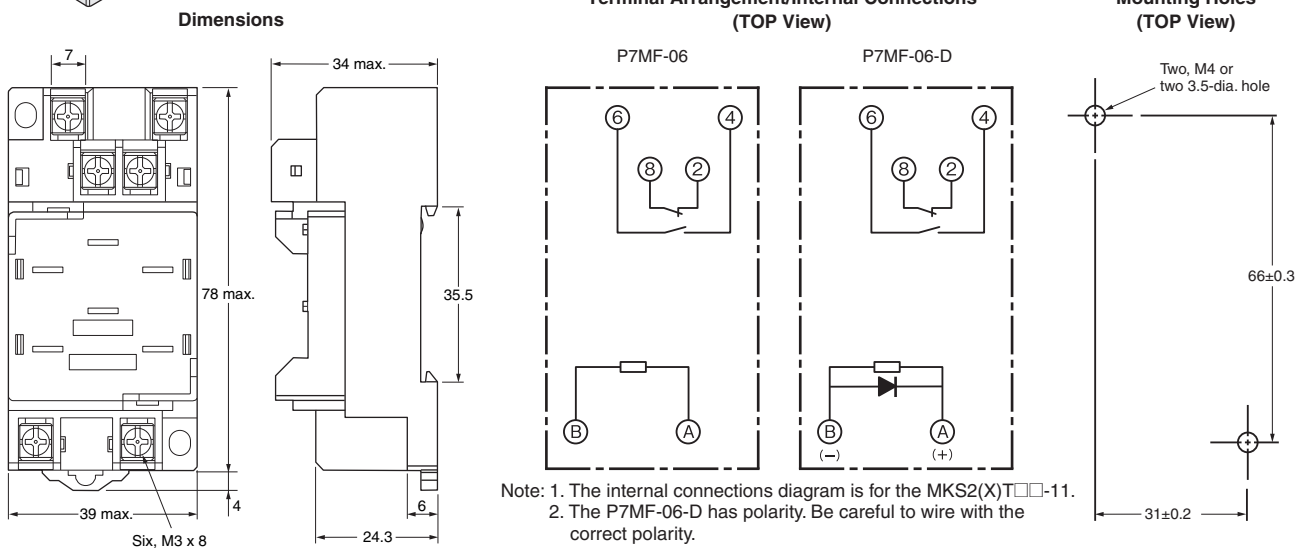 Dimensions
Terminal Arrangement/Internal Connections
(TOP View)
Mounting Holes
(TOP View)
7
34 max.
78 max.
35.5
39 max.
4
Six, M3 x 8
6
24.3
P7MF-06
6
4
8
2
B
A
P7MF-06-D
6
4
8
2
B
A
(−)
(+)
Note: 1. The internal connections diagram is for the MKS2(X)T□□-11.
2. The P7MF-06-D has polarity. Be careful to wire with the
correct polarity.
Two, M4 or
two 3.5-dia. hole
66±0.3
31±0.2